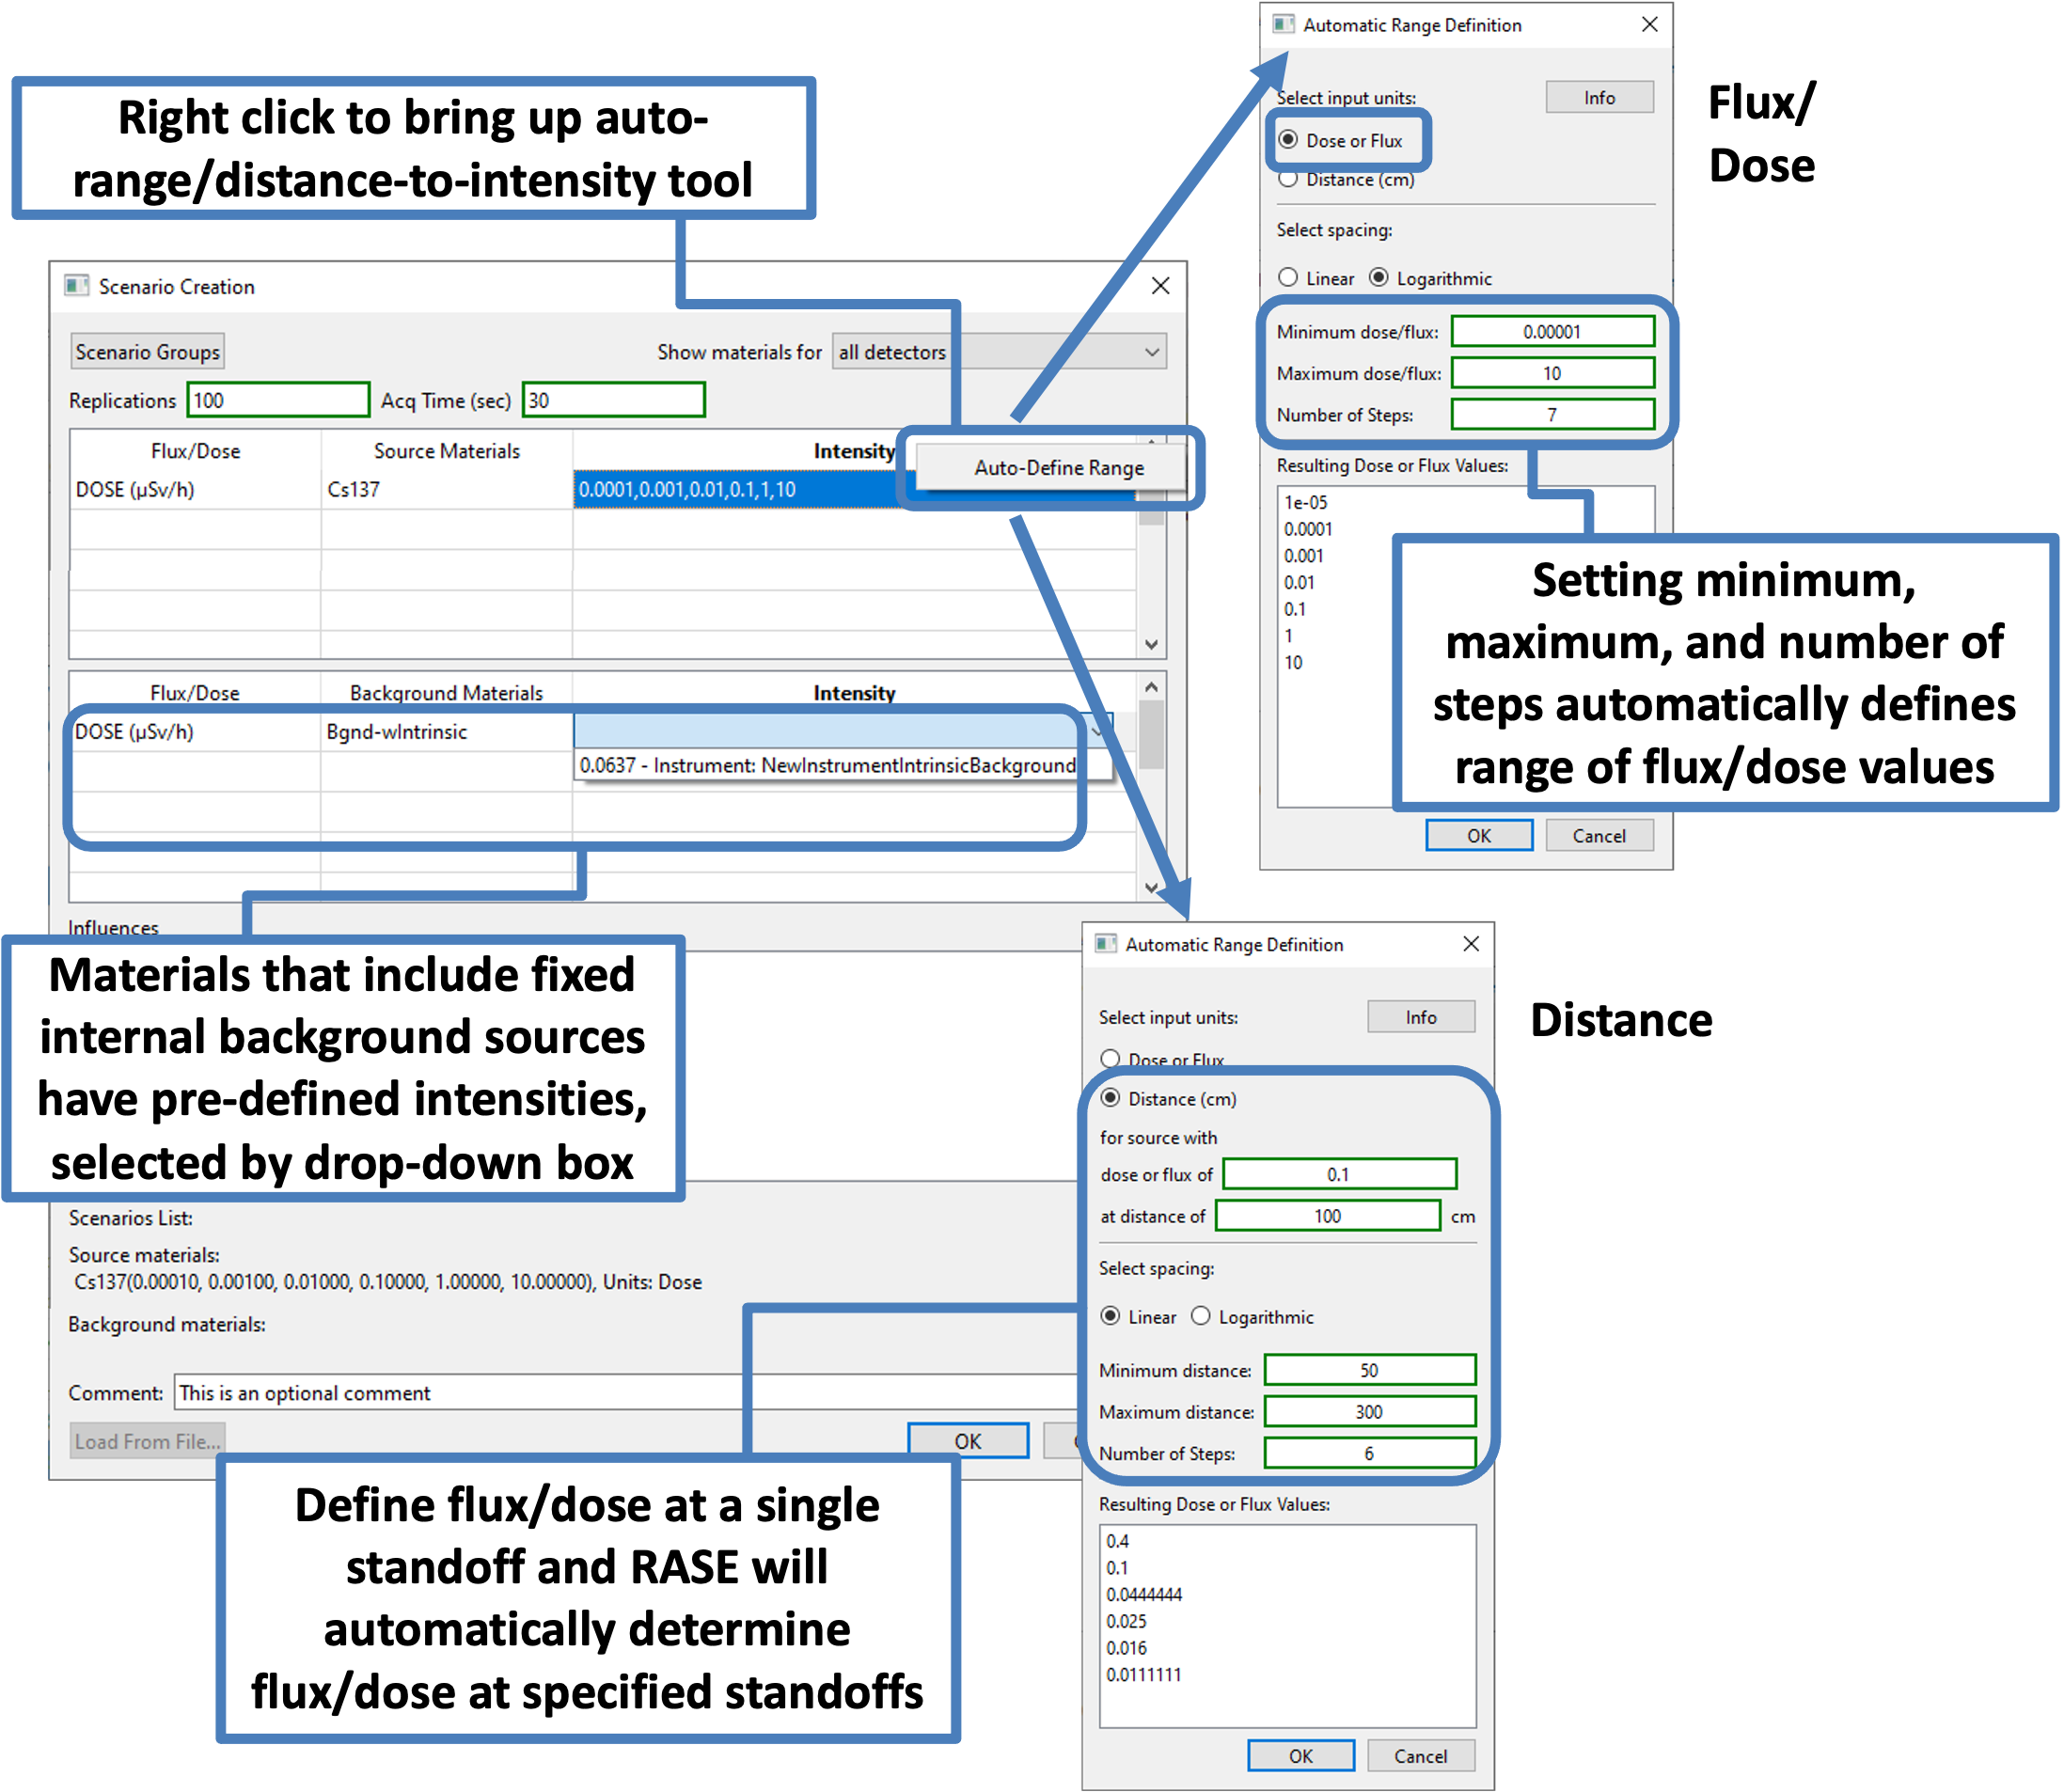 Right click to bring up auto-
range/distance-to-intensity tool
Scenario Creation
Scenario Groups
Show materials for
all detectors
Replications
100
Acq Time (sec)
30
Flux/Dose
Source Materials
Intensity
Auto-Define Range
DOSE (µSv/h)
Cs137
0.0001,0.001,0.01,0.1,1,10
Flux/Dose
Background Materials
Intensity
DOSE (µSv/h)
Bgnd-wIntrinsic
0.0637 - Instrument: NewInstrumentIntrinsicBackground
Influences
Materials that include fixed
internal background sources
have pre-defined intensities,
selected by drop-down box
Scenarios List:
Source materials:
Cs137(0.00010, 0.00100, 0.01000, 0.10000, 1.00000, 10.00000), Units: Dose
Background materials:
Comment:
This is an optional comment
Load From File...
OK
Define flux/dose at a single
standoff and RASE will
automatically determine
flux/dose at specified standoffs
Automatic Range Definition
Select input units:
Info
Dose or Flux
Distance (cm)
Select spacing:
Linear
Logarithmic
Minimum dose/flux:
0.00001
Maximum dose/flux:
10
Number of Steps:
7
Resulting Dose or Flux Values:
1e-05
0.0001
0.001
0.01
0.1
1
10
OK
Cancel
Flux/
Dose
Setting minimum,
maximum, and number of
steps automatically defines
range of flux/dose values
Automatic Range Definition
Select input units:
Info
Dose or Flux
Distance (cm)
for source with
dose or flux of
0.1
at distance of
100
cm
Select spacing:
Linear
Logarithmic
Minimum distance:
50
Maximum distance:
300
Number of Steps:
6
Resulting Dose or Flux Values:
0.4
0.1
0.0444444
0.025
0.016
0.0111111
OK
Cancel
Distance